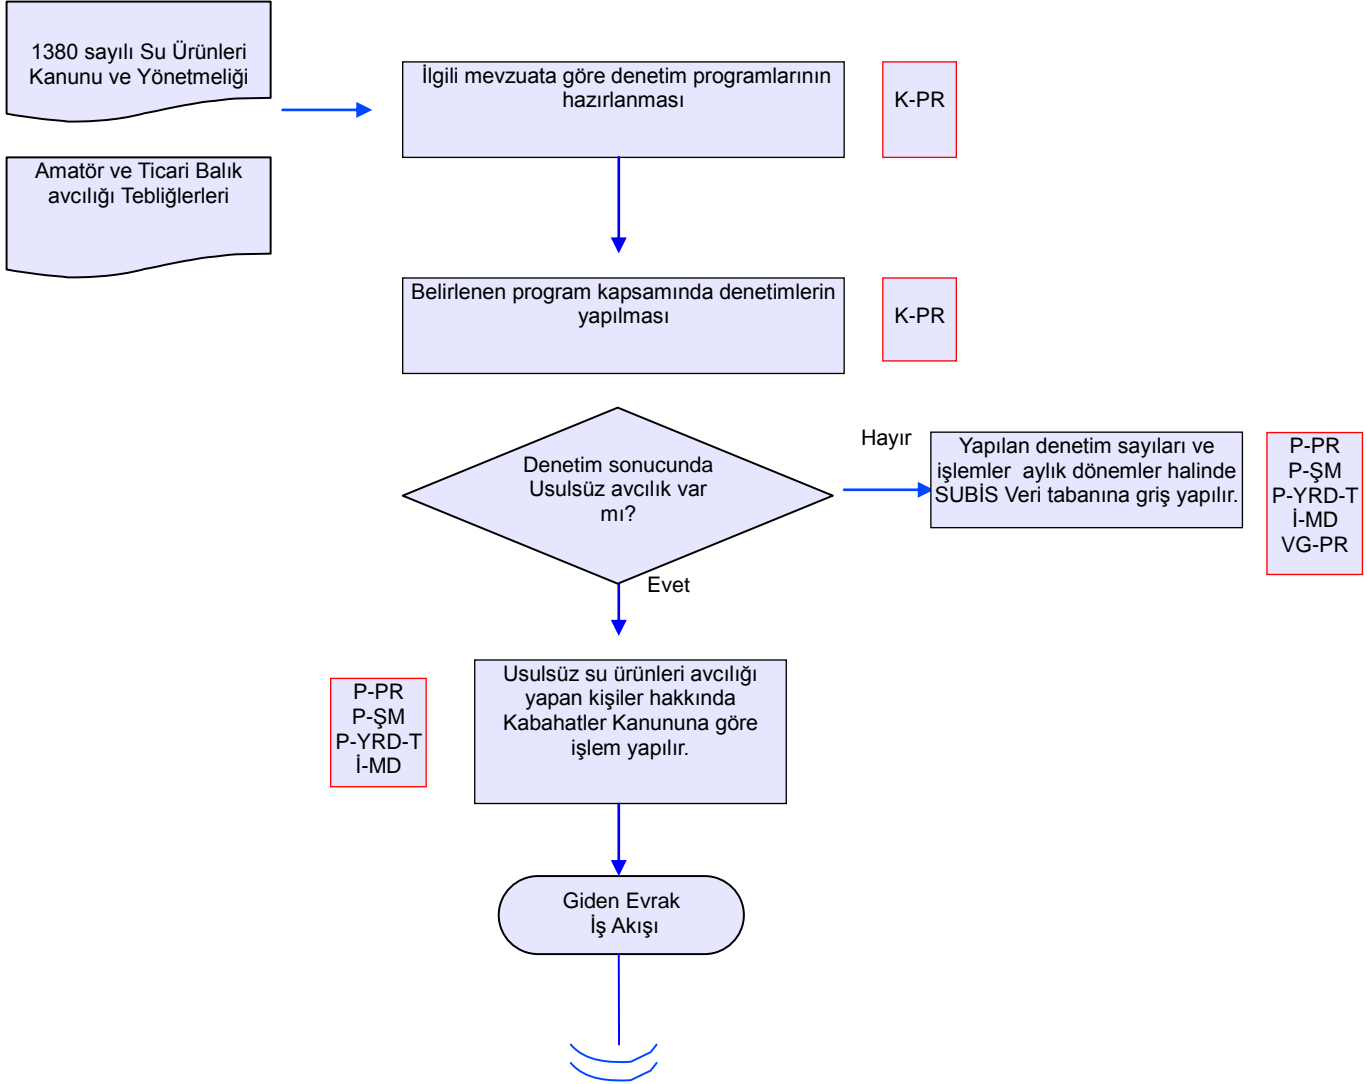 1380 sayılı Su Ürünleri
Kanunu ve Yönetmeliği
İlgili mevzuata göre denetim programlarının
hazırlanması
K-PR
Amatör ve Ticari Balık
avcılığı Tebliğlerleri
Belirlenen program kapsamında denetimlerin
yapılması
K-PR
Denetim sonucunda
Usulsüz avcılık var
mı?
Hayır
Yapılan denetim sayıları ve
işlemler  aylık dönemler halinde
SUBİS Veri tabanına griş yapılır.
P-PR
P-ŞM
P-YRD-T
İ-MD
VG-PR
Evet
P-PR
P-ŞM
P-YRD-T
İ-MD
Usulsüz su ürünleri avcılığı
yapan kişiler hakkında
Kabahatler Kanununa göre
işlem yapılır.
Giden Evrak
İş Akışı